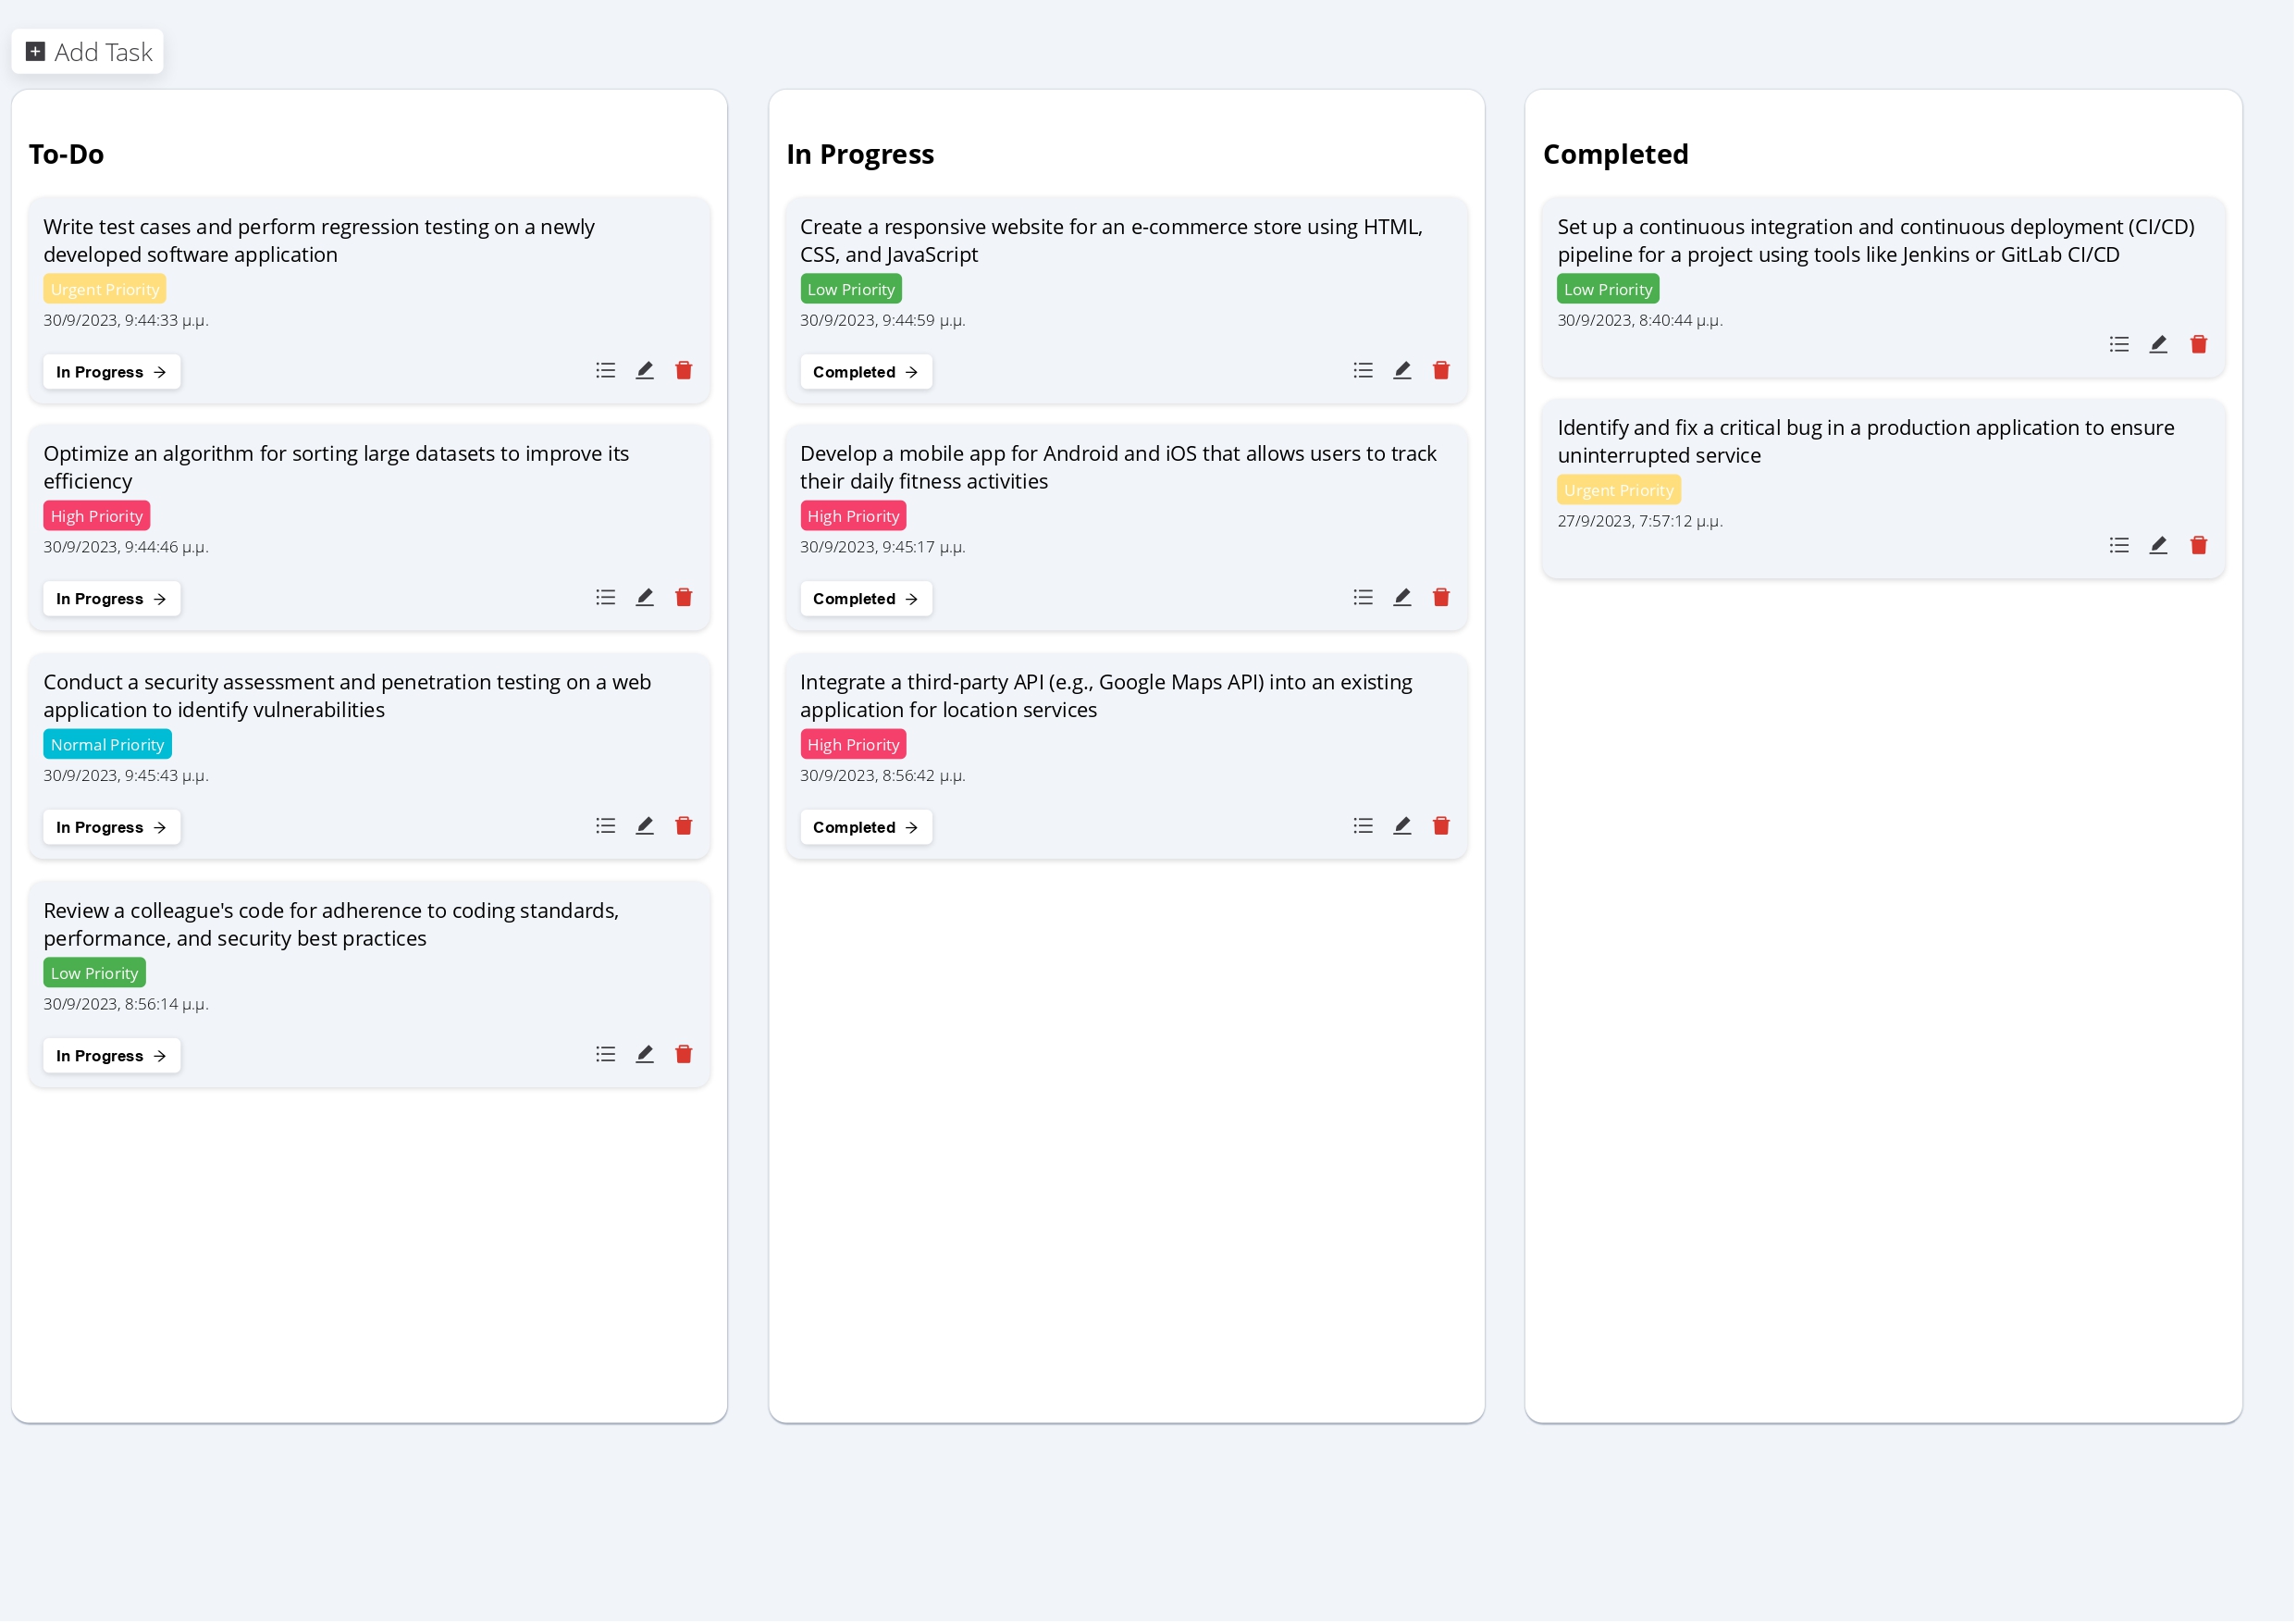 Add Task
To-Do
Write test cases and perform regression testing on a newly
developed software application
Urgent Priority
30/9/2023, 9:44:33 μ.μ.
In Progress →
Optimize an algorithm for sorting large datasets to improve its
efficiency
High Priority
30/9/2023, 9:44:46 μ.μ.
In Progress →
Conduct a security assessment and penetration testing on a web
application to identify vulnerabilities
Normal Priority
30/9/2023, 9:45:43 μ.μ.
In Progress →
Review a colleague's code for adherence to coding standards,
performance, and security best practices
Low Priority
30/9/2023, 8:56:14 μ.μ.
In Progress →
In Progress
Create a responsive website for an e-commerce store using HTML,
CSS, and JavaScript
Low Priority
30/9/2023, 9:44:59 μ.μ.
Completed →
Develop a mobile app for Android and iOS that allows users to track
their daily fitness activities
High Priority
30/9/2023, 9:45:17 μ.μ.
Completed →
Integrate a third-party API (e.g., Google Maps API) into an existing
application for location services
High Priority
30/9/2023, 8:56:42 μ.μ.
Completed →
Completed
Set up a continuous integration and continuous deployment (CI/CD)
pipeline for a project using tools like Jenkins or GitLab CI/CD
Low Priority
30/9/2023, 8:40:44 μ.μ.
Identify and fix a critical bug in a production application to ensure
uninterrupted service
Urgent Priority
27/9/2023, 7:57:12 μ.μ.